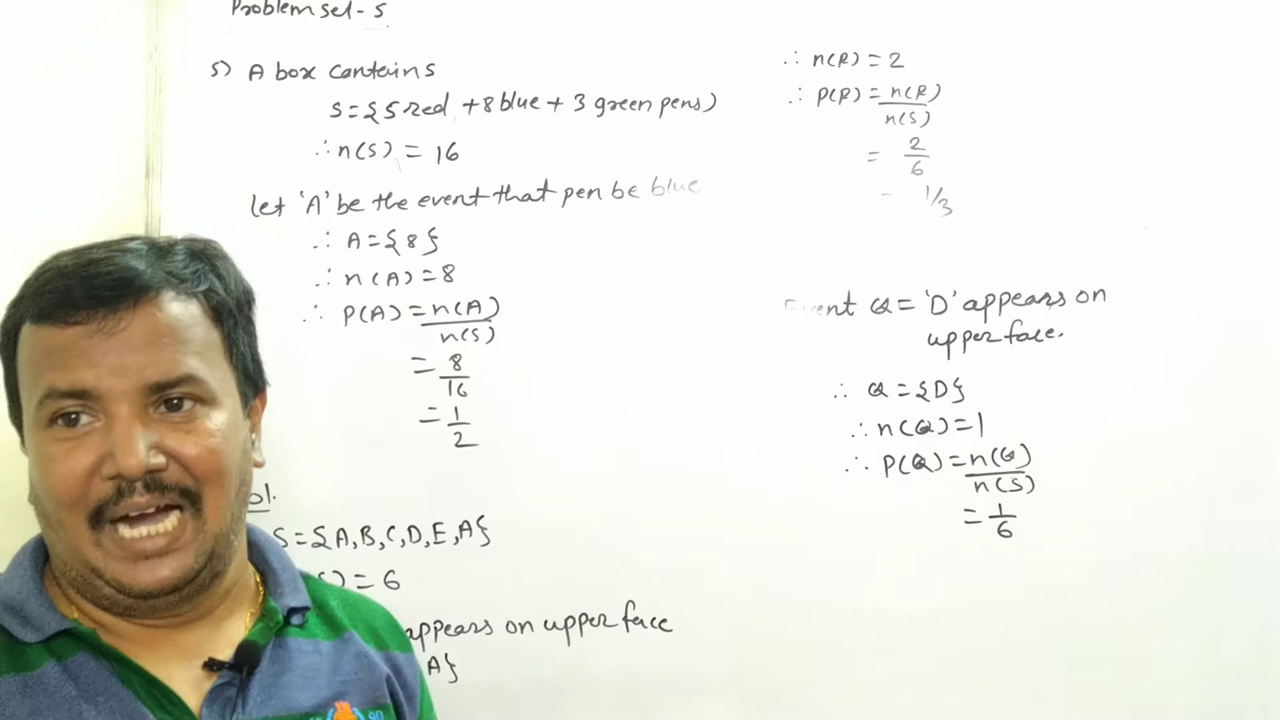 Problem set-5
5) A box contains
S={5 red +8 blue + 3 green pens)
∴n(S) = 16
let 'A' be the event that pen be blue
∴ A={8}
∴ n(A)=8
∴ P(A)=n(A)
n(S)
= 8
16
= 1
2
ol.
S={A,B,C,D,E,A}
)=6
appears on upper face
A}
∴ n(R)=2
∴ P(R)=n(R)
n(S)
= 2
6
- 1/3
vent Q='D' appears on
upper face.
∴ Q={D}
∴ n(Q)=1
∴ P(Q)=n(Q)
n(S)
= 1
6